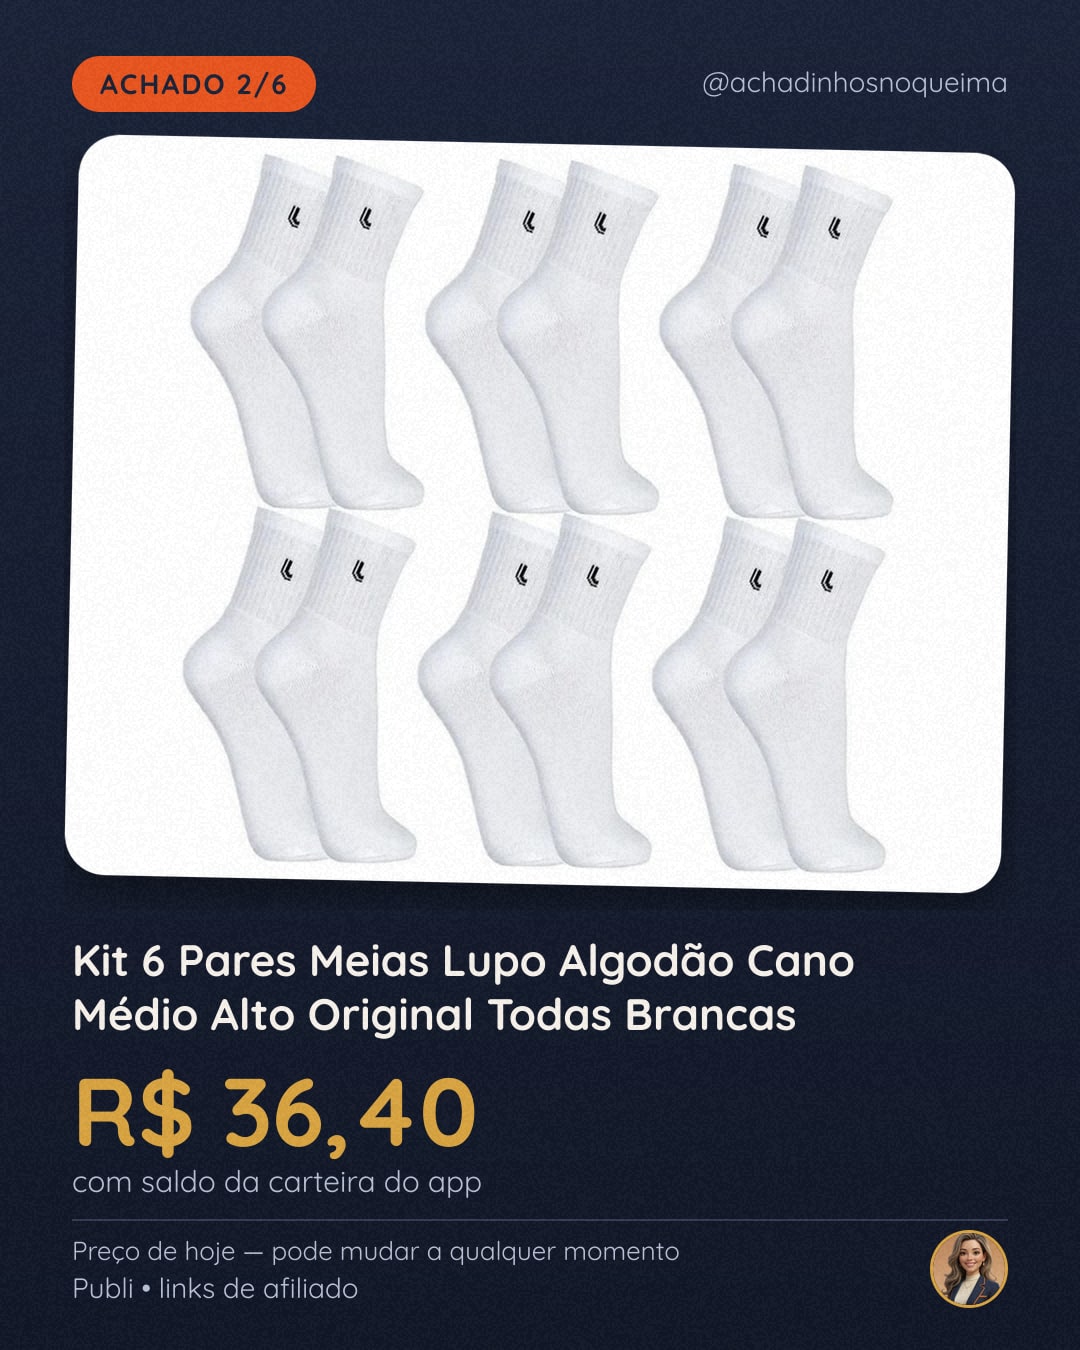 ACHADO 2/6
@achadinhosnoqueima
Kit 6 Pares Meias Lupo Algodão Cano
Médio Alto Original Todas Brancas
R$ 36,40
com saldo da carteira do app
Preço de hoje — pode mudar a qualquer momento
Publi • links de afiliado